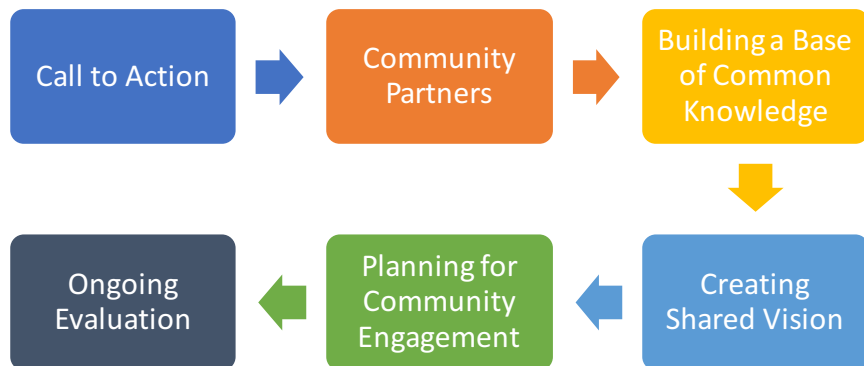 Call to Action
Community
Partners
Building a Base
of Common
Knowledge
Creating
Shared Vision
Planning for
Community
Engagement
Ongoing
Evaluation